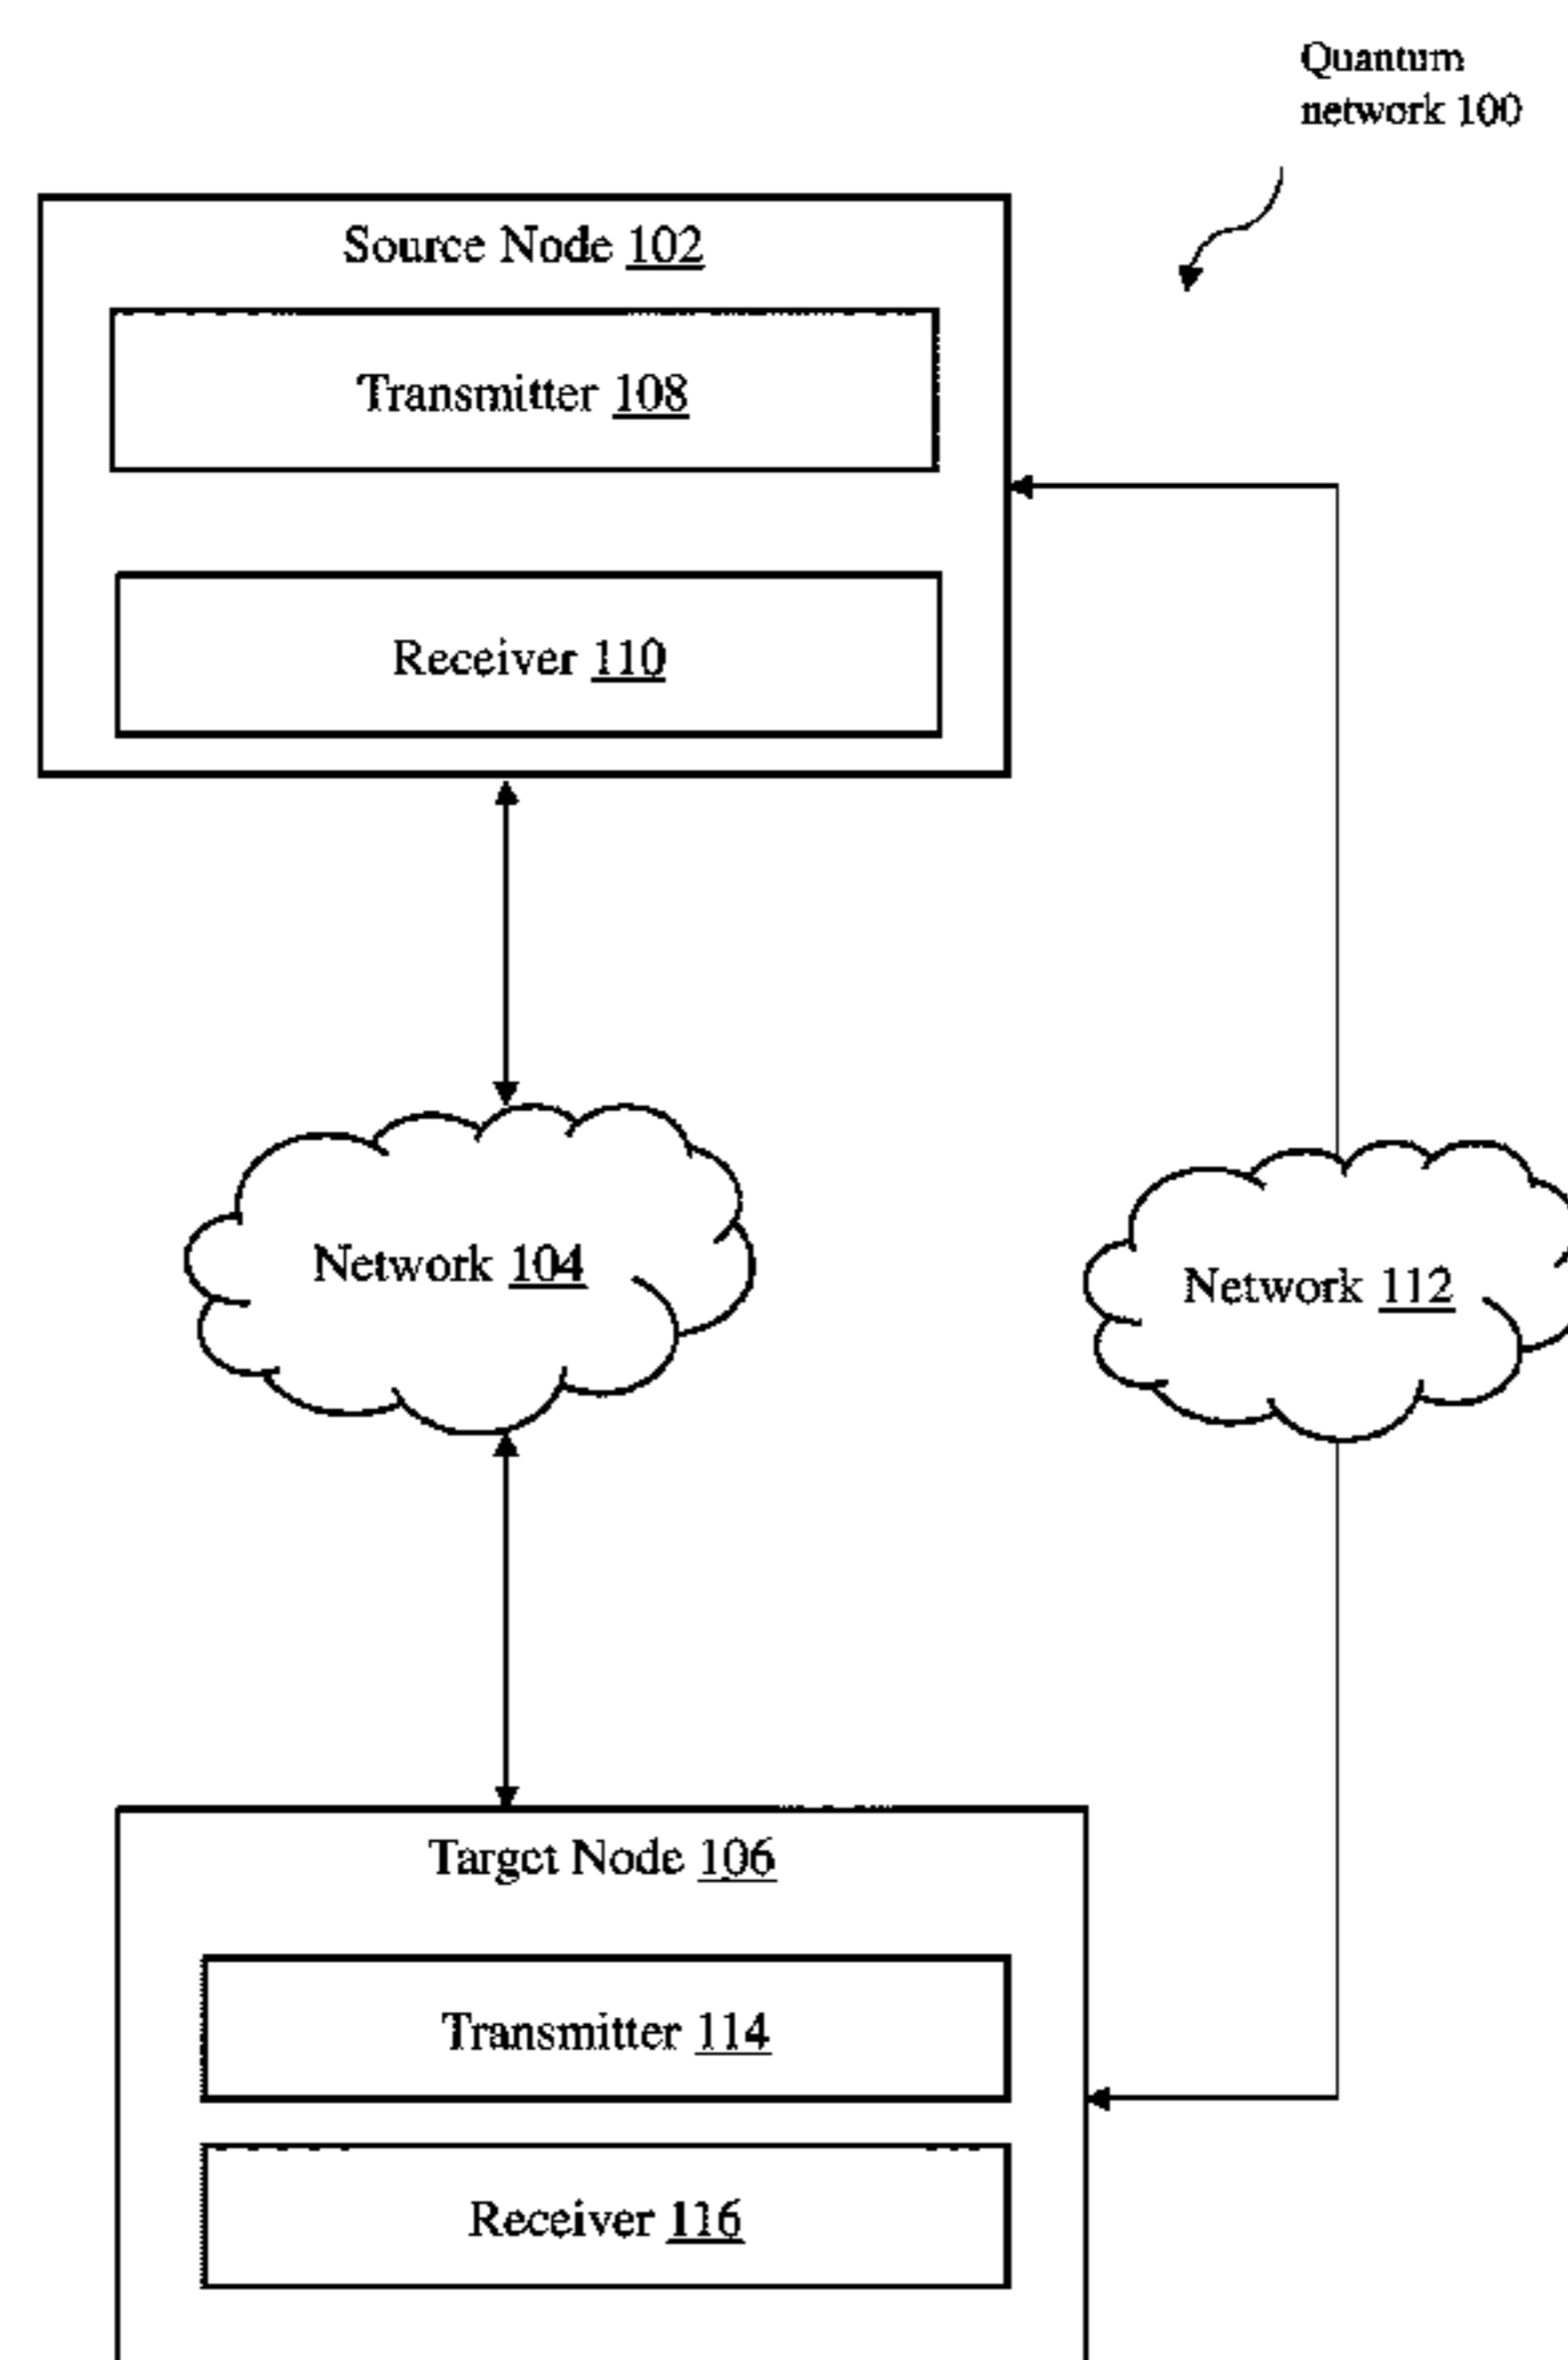 Quantum
network 100
Source Node 102
Transmitter 108
Receiver 110
Network 104
Network 112
Target Node 106
Transmitter 114
Receiver 116